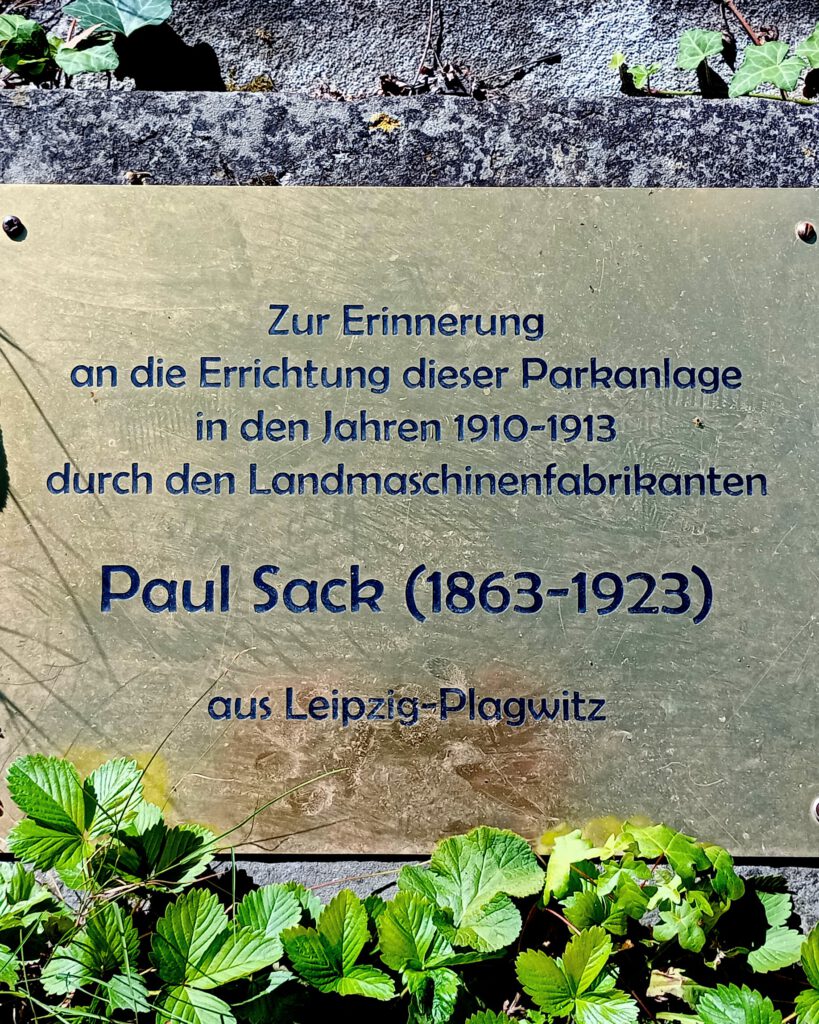 Zur Erinnerung
an die Errichtung dieser Parkanlage
in den Jahren 1910-1913
durch den Landmaschinenfabrikanten
Paul Sack (1863-1923)
aus Leipzig-Plagwitz